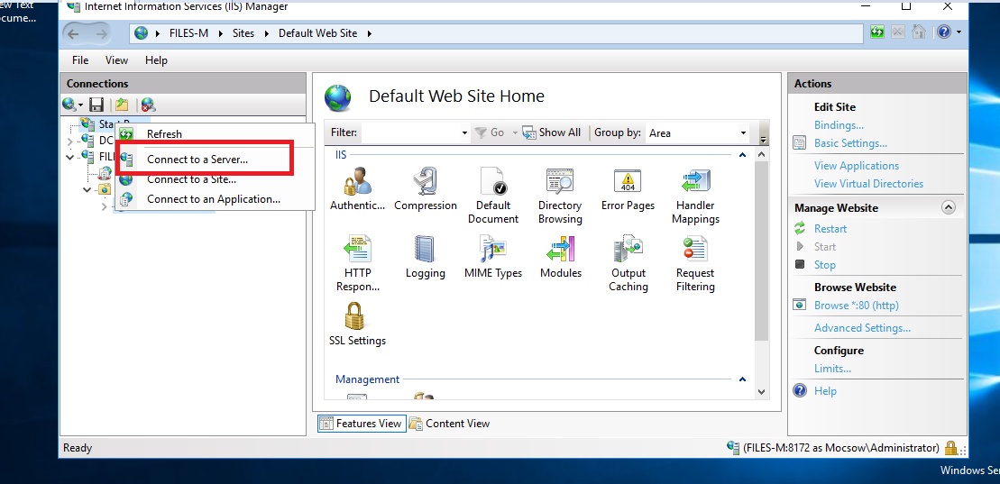 ew Text
ocume...
Internet Information Services (IIS) Manager
FILES-M
Sites
Default Web Site
File View Help
Connections
Start P
DC
FIL
Refresh
Connect to a Server...
Connect to a Site...
Connect to an Application...
Default Web Site Home
Filter: Go Show All Group by: Area
IIS
Authentic... Compression Default Document Directory Browsing Error Pages Handler Mappings
404
HTTP Respon... Logging MIME Types Modules Output Caching Request Filtering
SSL Settings
Management
Features View Content View
Actions
Edit Site
Bindings...
Basic Settings...
View Applications
View Virtual Directories
Manage Website
Restart
Start
Stop
Browse Website
Browse *:80 (http)
Advanced Settings...
Configure
Limits...
Help
Ready
(FILES-M:8172 as Mocsow\Administrator)
Windows Ser